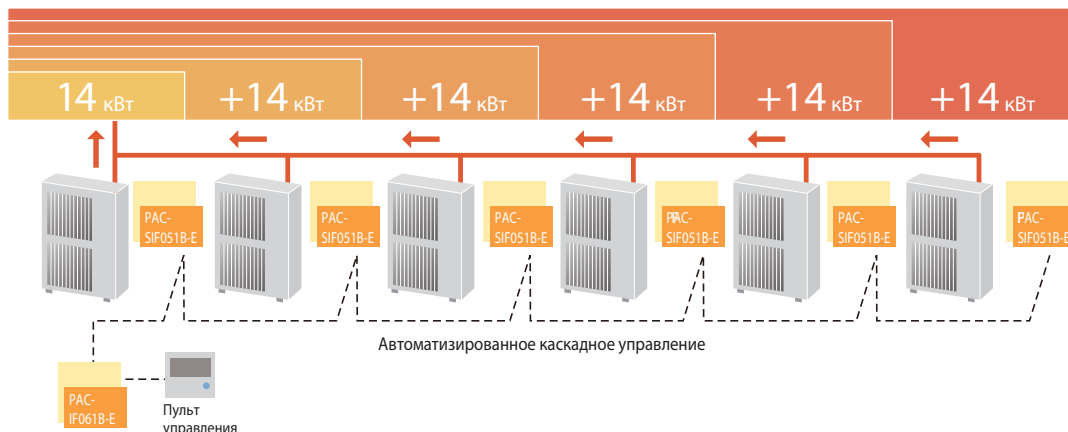 14 кВт
+14 кВт
+14 кВт
+14 кВт
+14 кВт
+14 кВт
PAC-
SIF051B-E
PAC-
SIF051B-E
PAC-
SIF051B-E
PAC-
SIF051B-E
PAC-
SIF051B-E
PAC-
SIF051B-E
Автоматизированное каскадное управление
PAC-
IF061B-E
Пульт
управления